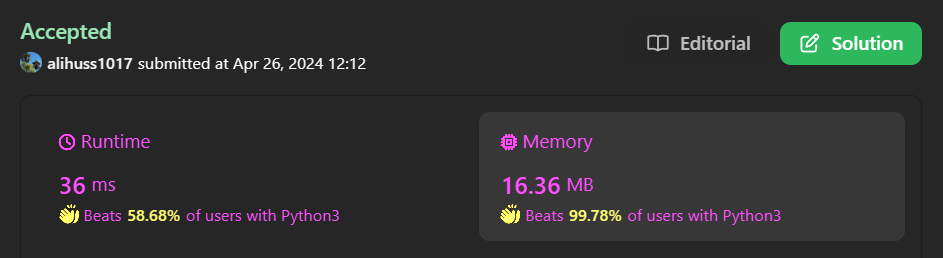 Accepted
Editorial
Solution
alihuss1017 submitted at Apr 26, 2024 12:12
Runtime
36 ms
Beats 58.68% of users with Python3
Memory
16.36 MB
Beats 99.78% of users with Python3